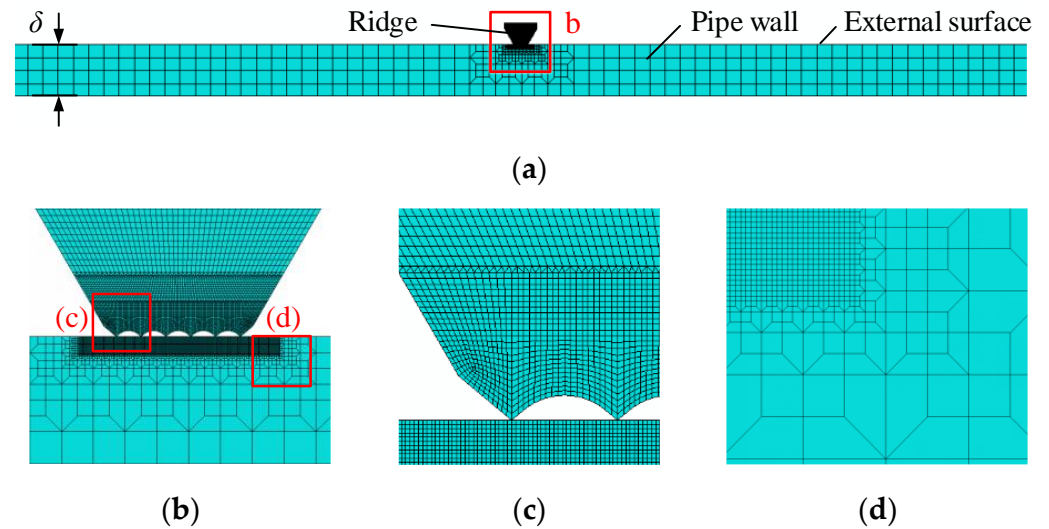 δ Ridge b Pipe wall External surface
(a)
(c) (d)
(b) (c) (d)